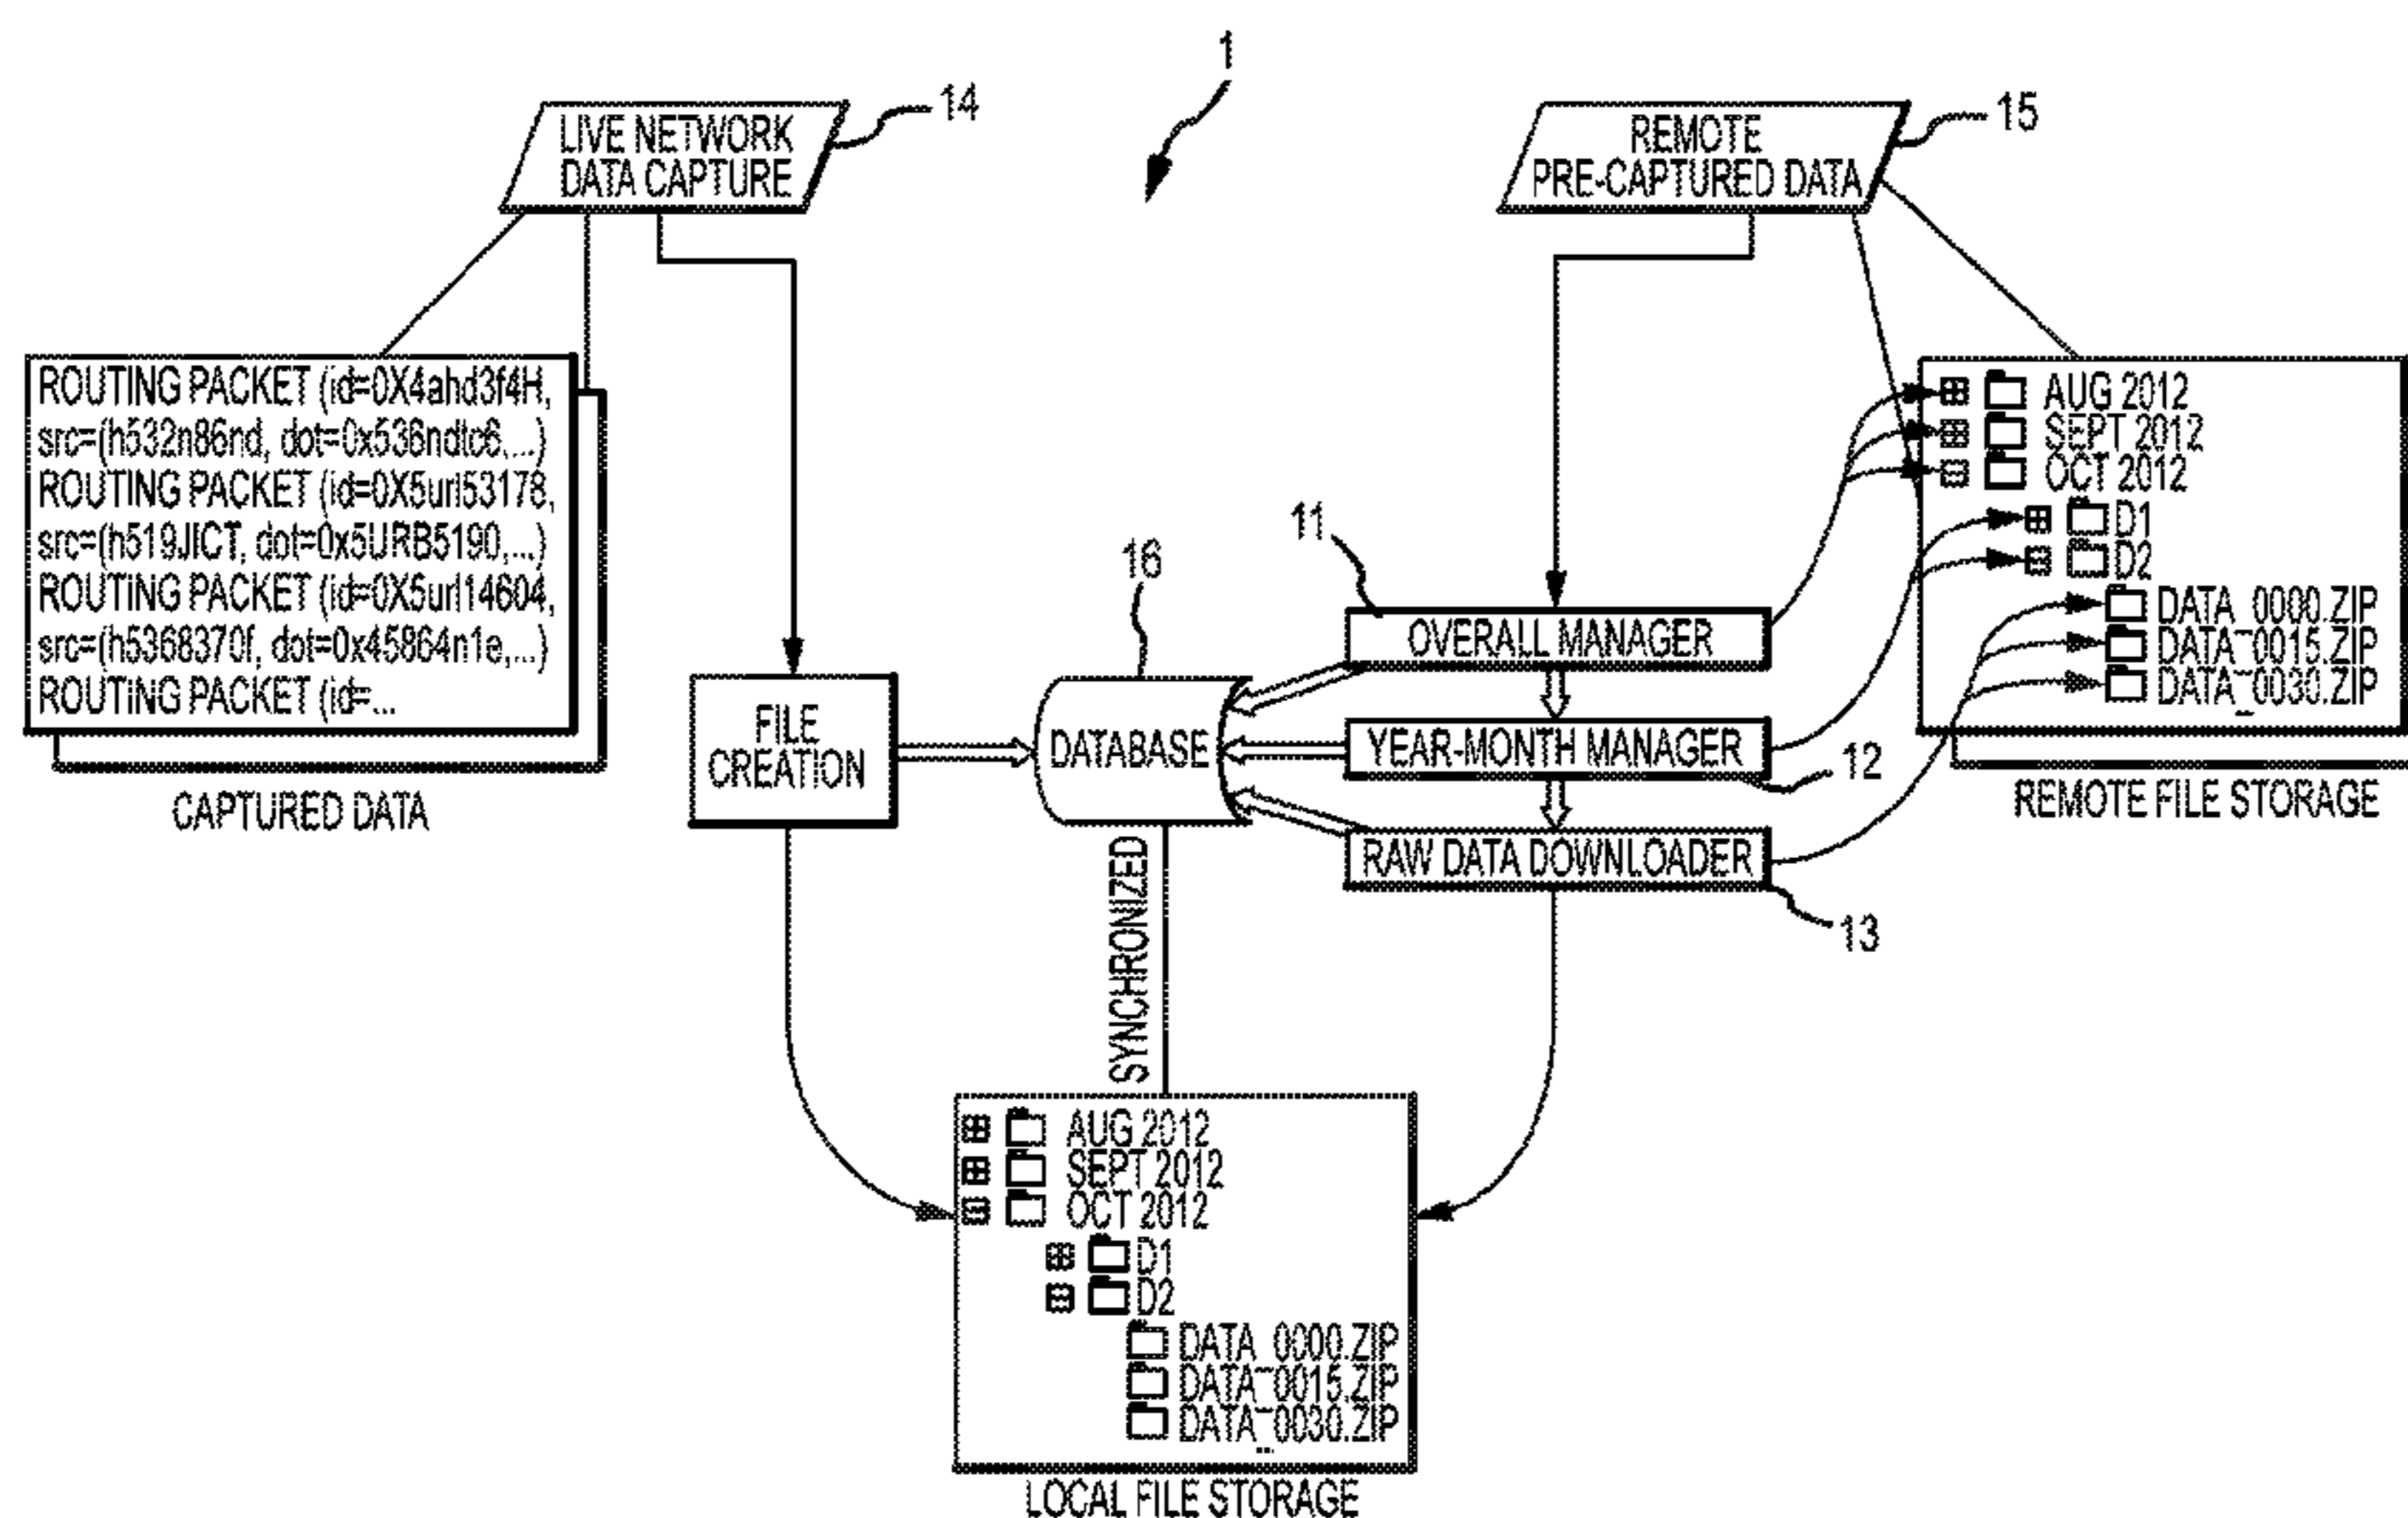 1
14
LIVE NETWORK
DATA CAPTURE
15
REMOTE
PRE-CAPTURED DATA
ROUTING PACKET (id=0X4ahd3f4H,
src=(h532n86nd, dot=0x536ndtc6,...)
ROUTING PACKET (id=0X5url53178,
src=(h519JICT, dot=0x5URB5190,...)
ROUTING PACKET (id=0X5url14604,
src=(h5368370f, dot=0x45864n1e,...)
ROUTING PACKET (id=...
CAPTURED DATA
AUG 2012
SEPT 2012
OCT 2012
D1
D2
DATA_0000.ZIP
DATA_0015.ZIP
DATA_0030.ZIP
REMOTE FILE STORAGE
11
OVERALL MANAGER
16
FILE
CREATION
DATABASE
YEAR-MONTH MANAGER
12
RAW DATA DOWNLOADER
13
SYNCHRONIZED
AUG 2012
SEPT 2012
OCT 2012
D1
D2
DATA_0000.ZIP
DATA_0015.ZIP
DATA_0030.ZIP
LOCAL FILE STORAGE